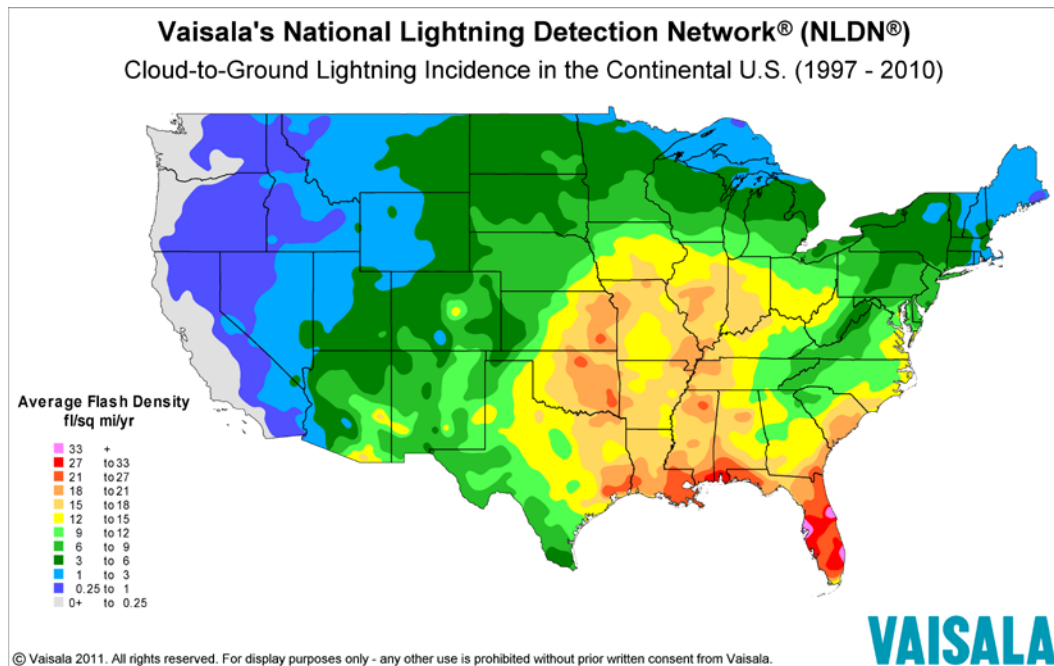 Vaisala's National Lightning Detection Network® (NLDN®)
Cloud-to-Ground Lightning Incidence in the Continental U.S. (1997 - 2010)
Average Flash Density
fl/sq mi/yr
33 +
27 to 33
21 to 27
18 to 21
15 to 18
12 to 15
9 to 12
6 to 9
3 to 6
1 to 3
0.25 to 1
0+ to 0.25
VAISALA
© Vaisala 2011. All rights reserved. For display purposes only - any other use is prohibited without prior written consent from Vaisala.